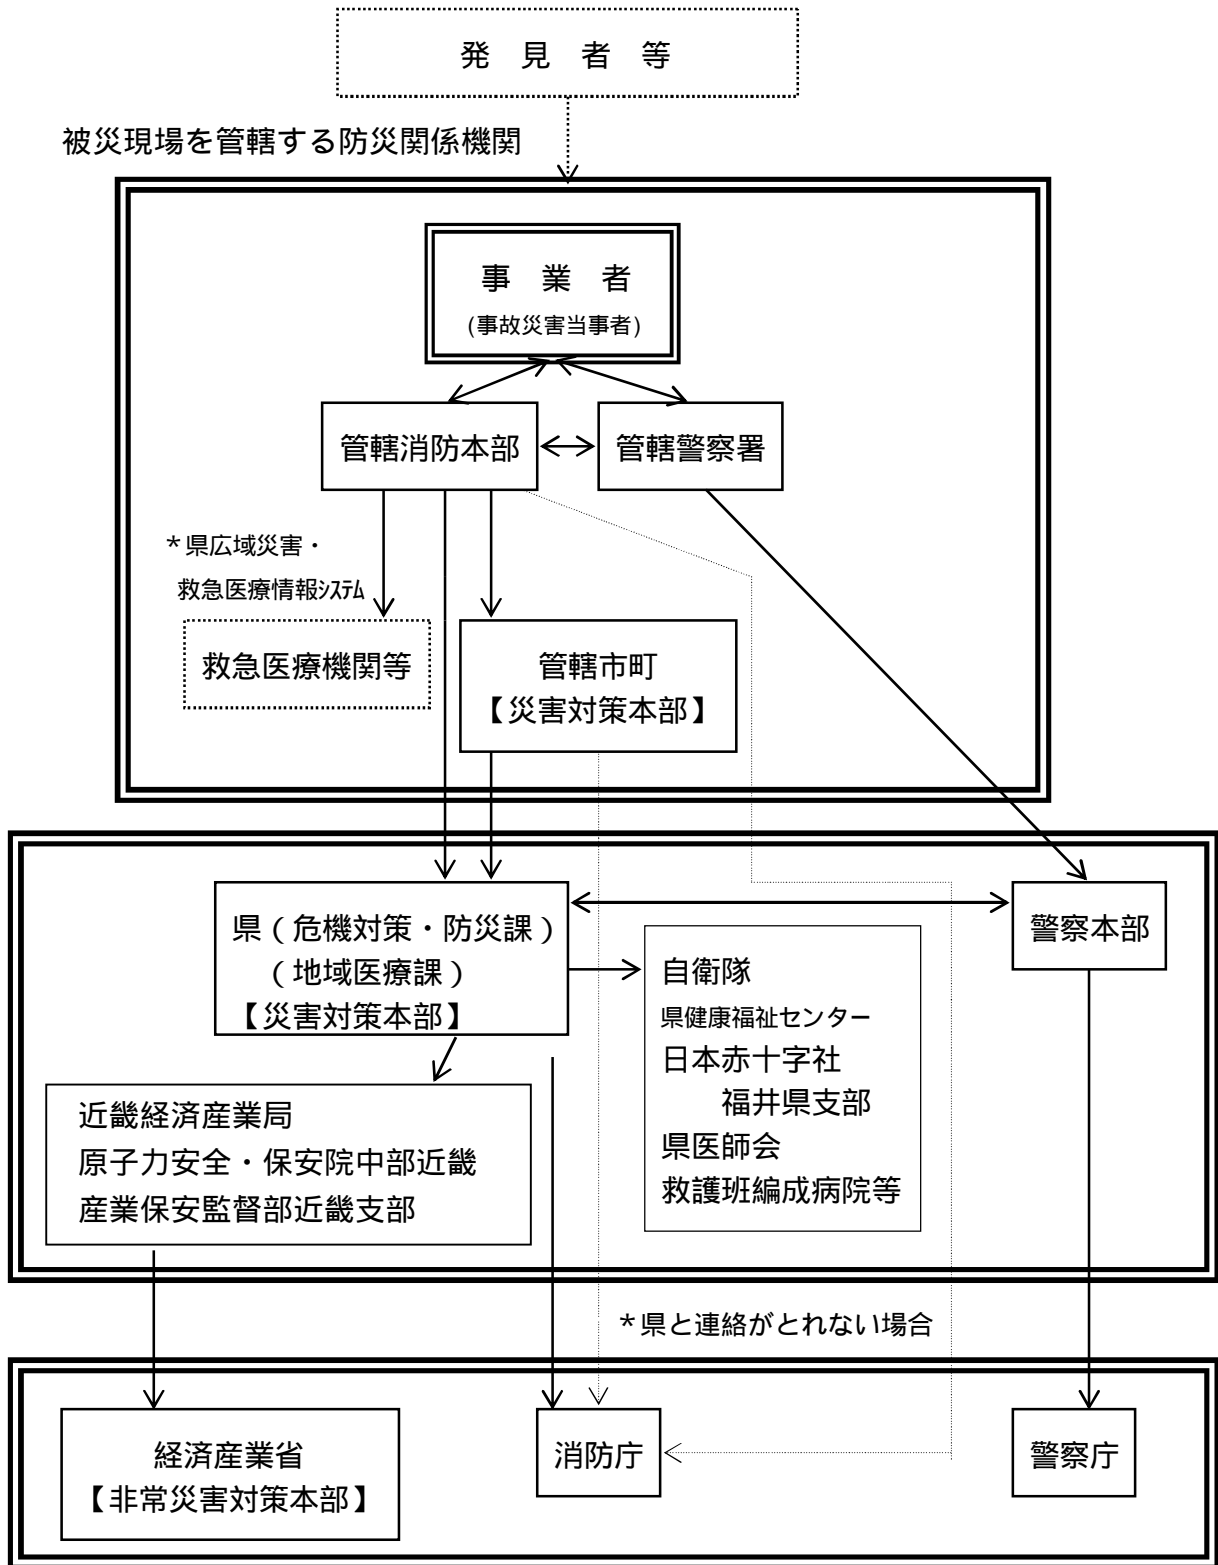 発 見 者 等
被災現場を管轄する防災関係機関
事 業 者
(事故災害当事者)
管轄消防本部
管轄警察署
*県広域災害・
救急医療情報ｼｽﾃﾑ
救急医療機関等
管轄市町
【災害対策本部】
県(危機対策・防災課)
(地域医療課)
【災害対策本部】
警察本部
自衛隊
県健康福祉センター
日本赤十字社
福井県支部
県医師会
救護班編成病院等
近畿経済産業局
原子力安全・保安院中部近畿
産業保安監督部近畿支部
*県と連絡がとれない場合
経済産業省
【非常災害対策本部】
消防庁
警察庁